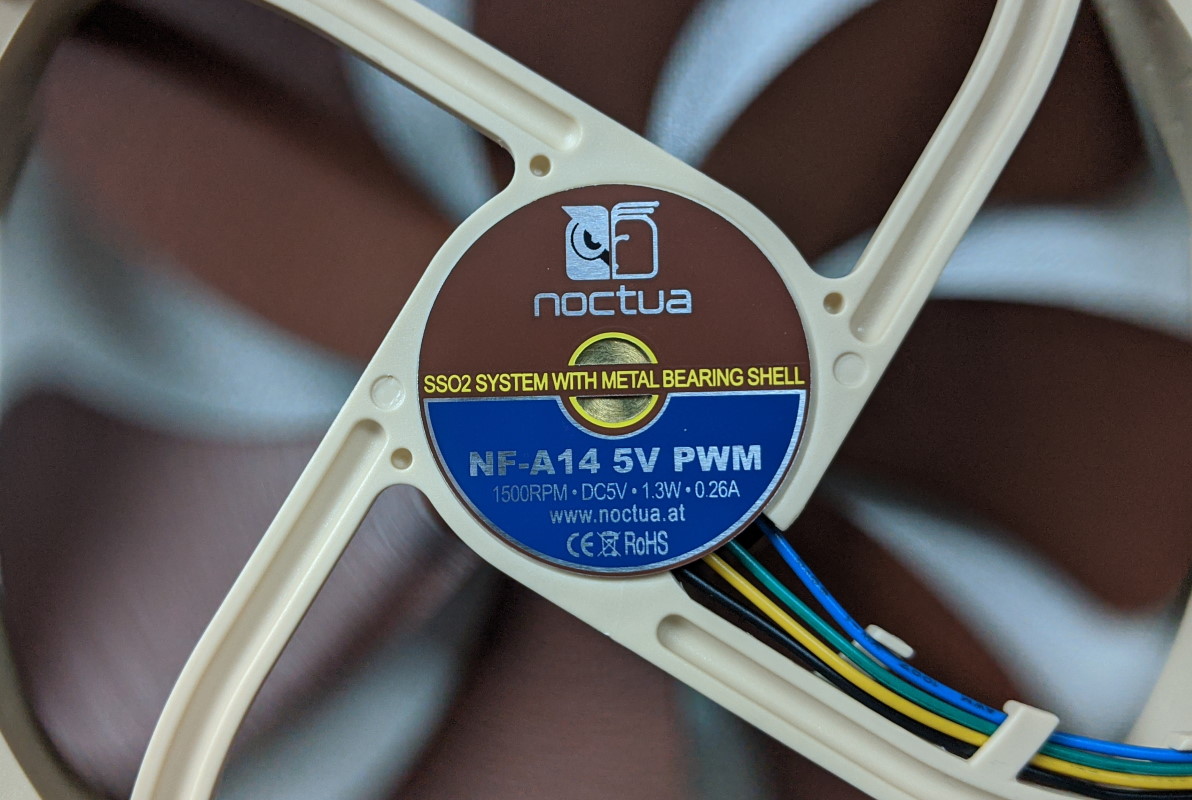 noctua
SSO2 SYSTEM WITH METAL BEARING SHELL
NF-A14 5V PWM
1500RPM • DC5V • 1.3W • 0.26A
www.noctua.at
CE RoHS